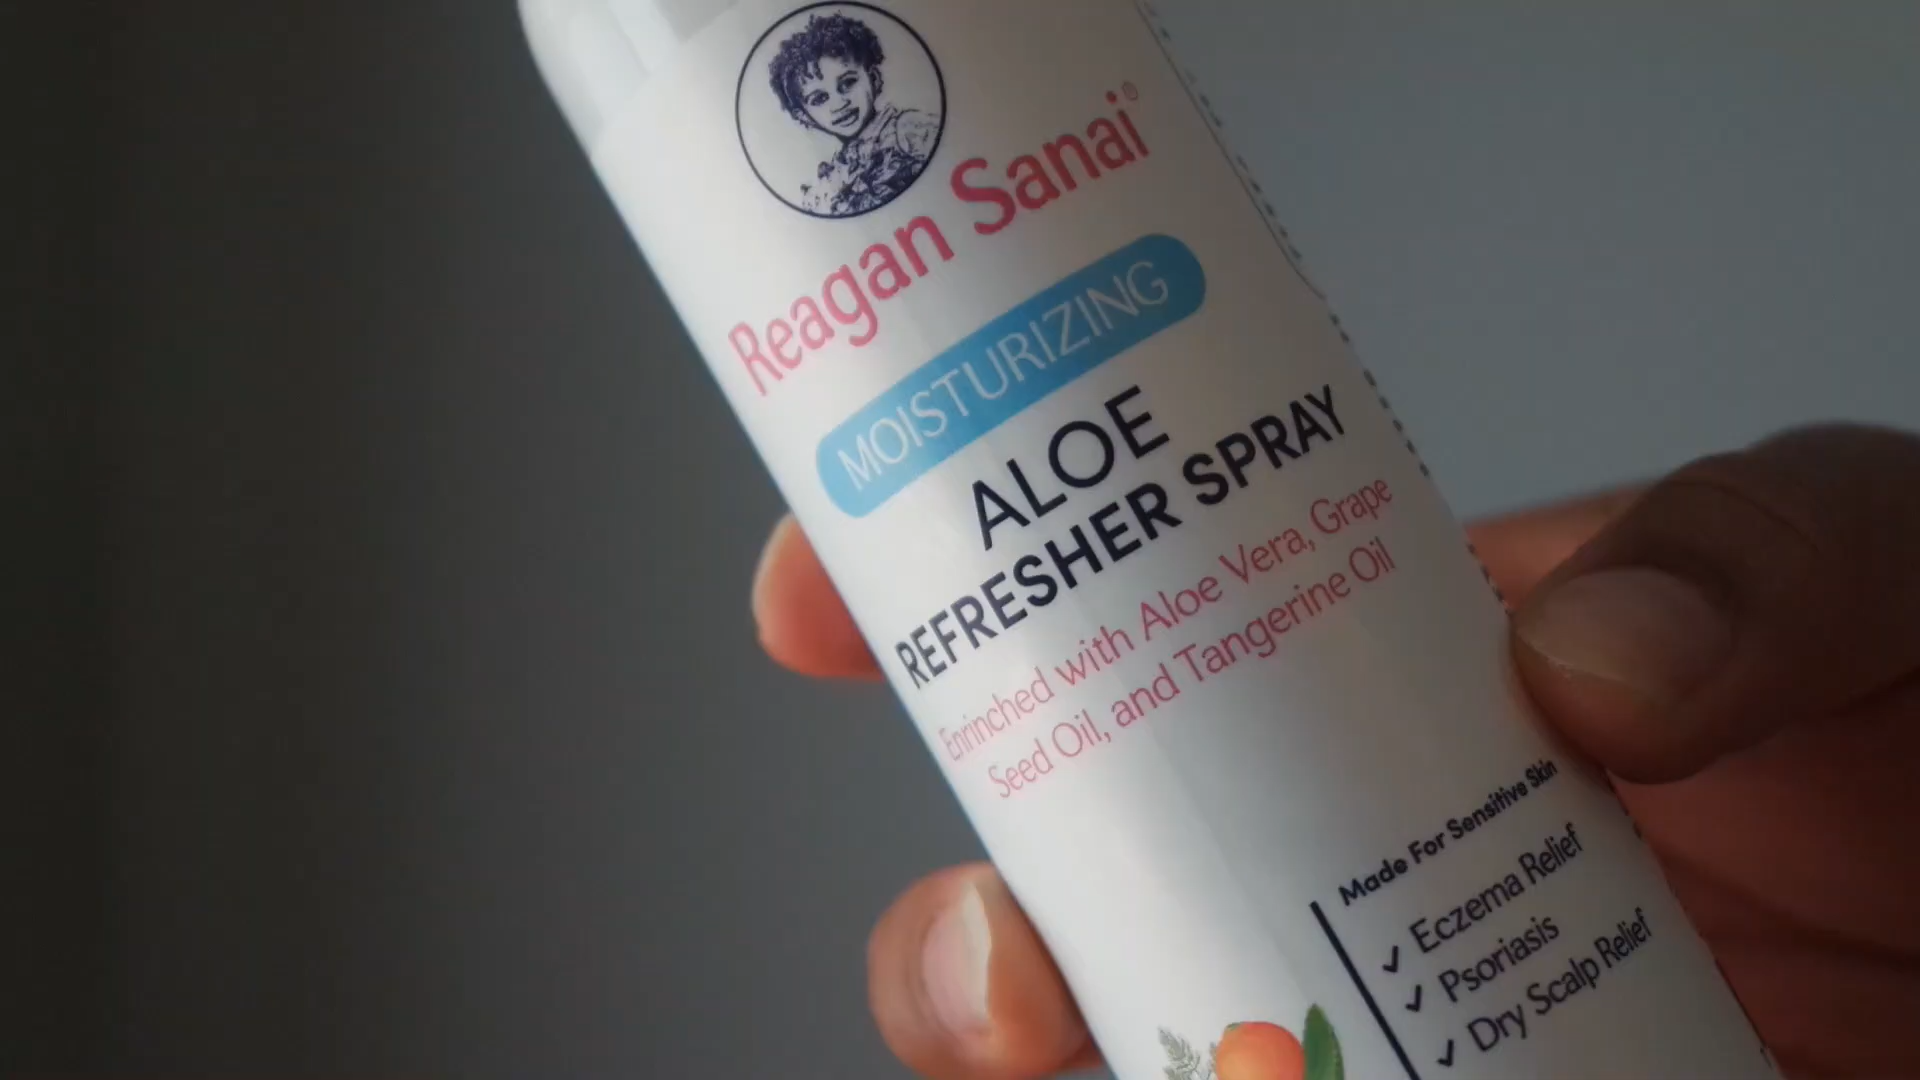 Reagan Sanai®
MOISTURIZING
ALOE
REFRESHER SPRAY
Enrinched with Aloe Vera, Grape
Seed Oil, and Tangerine Oil
Made For Sensitive Skin
✓ Eczema Relief
✓ Psoriasis
✓ Dry Scalp Relief